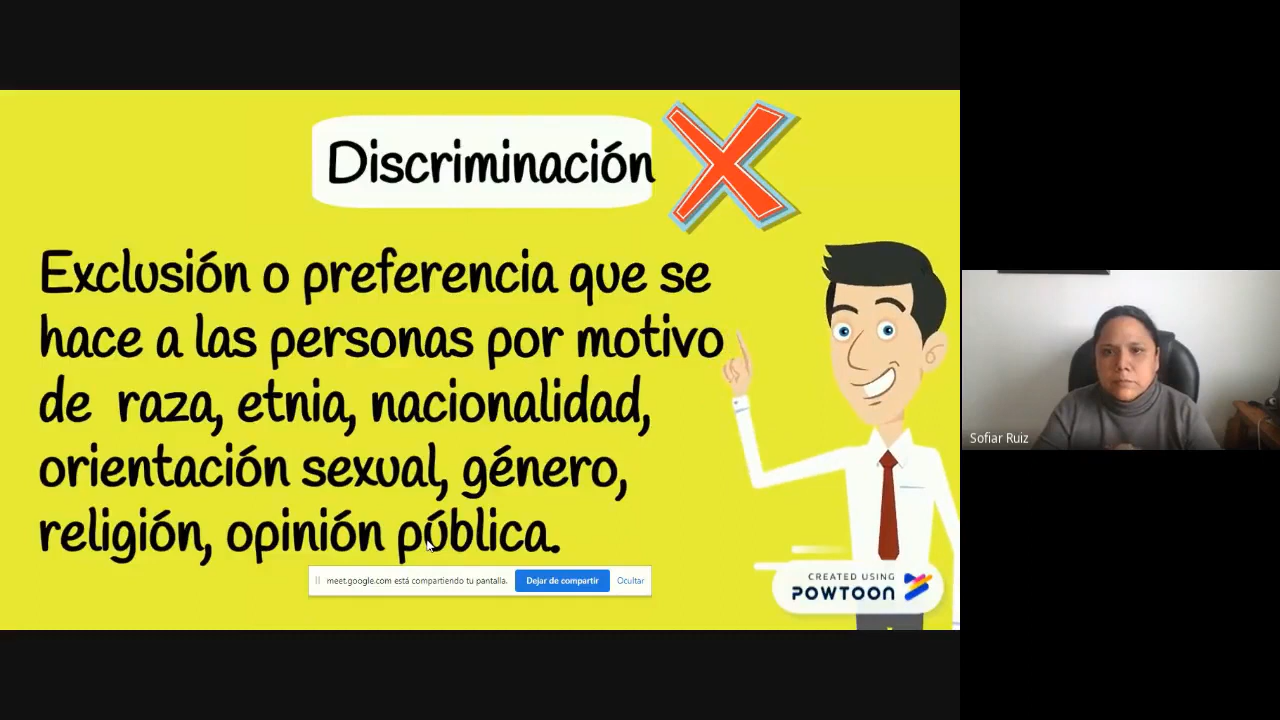 Discriminación
Exclusión o preferencia que se
hace a las personas por motivo
de raza, etnia, nacionalidad,
orientación sexual, género,
religión, opinión pública.
meet.google.com está compartiendo tu pantalla.
Dejar de compartir
Ocultar
CREATED USING
POWTOON
Sofiar Ruiz